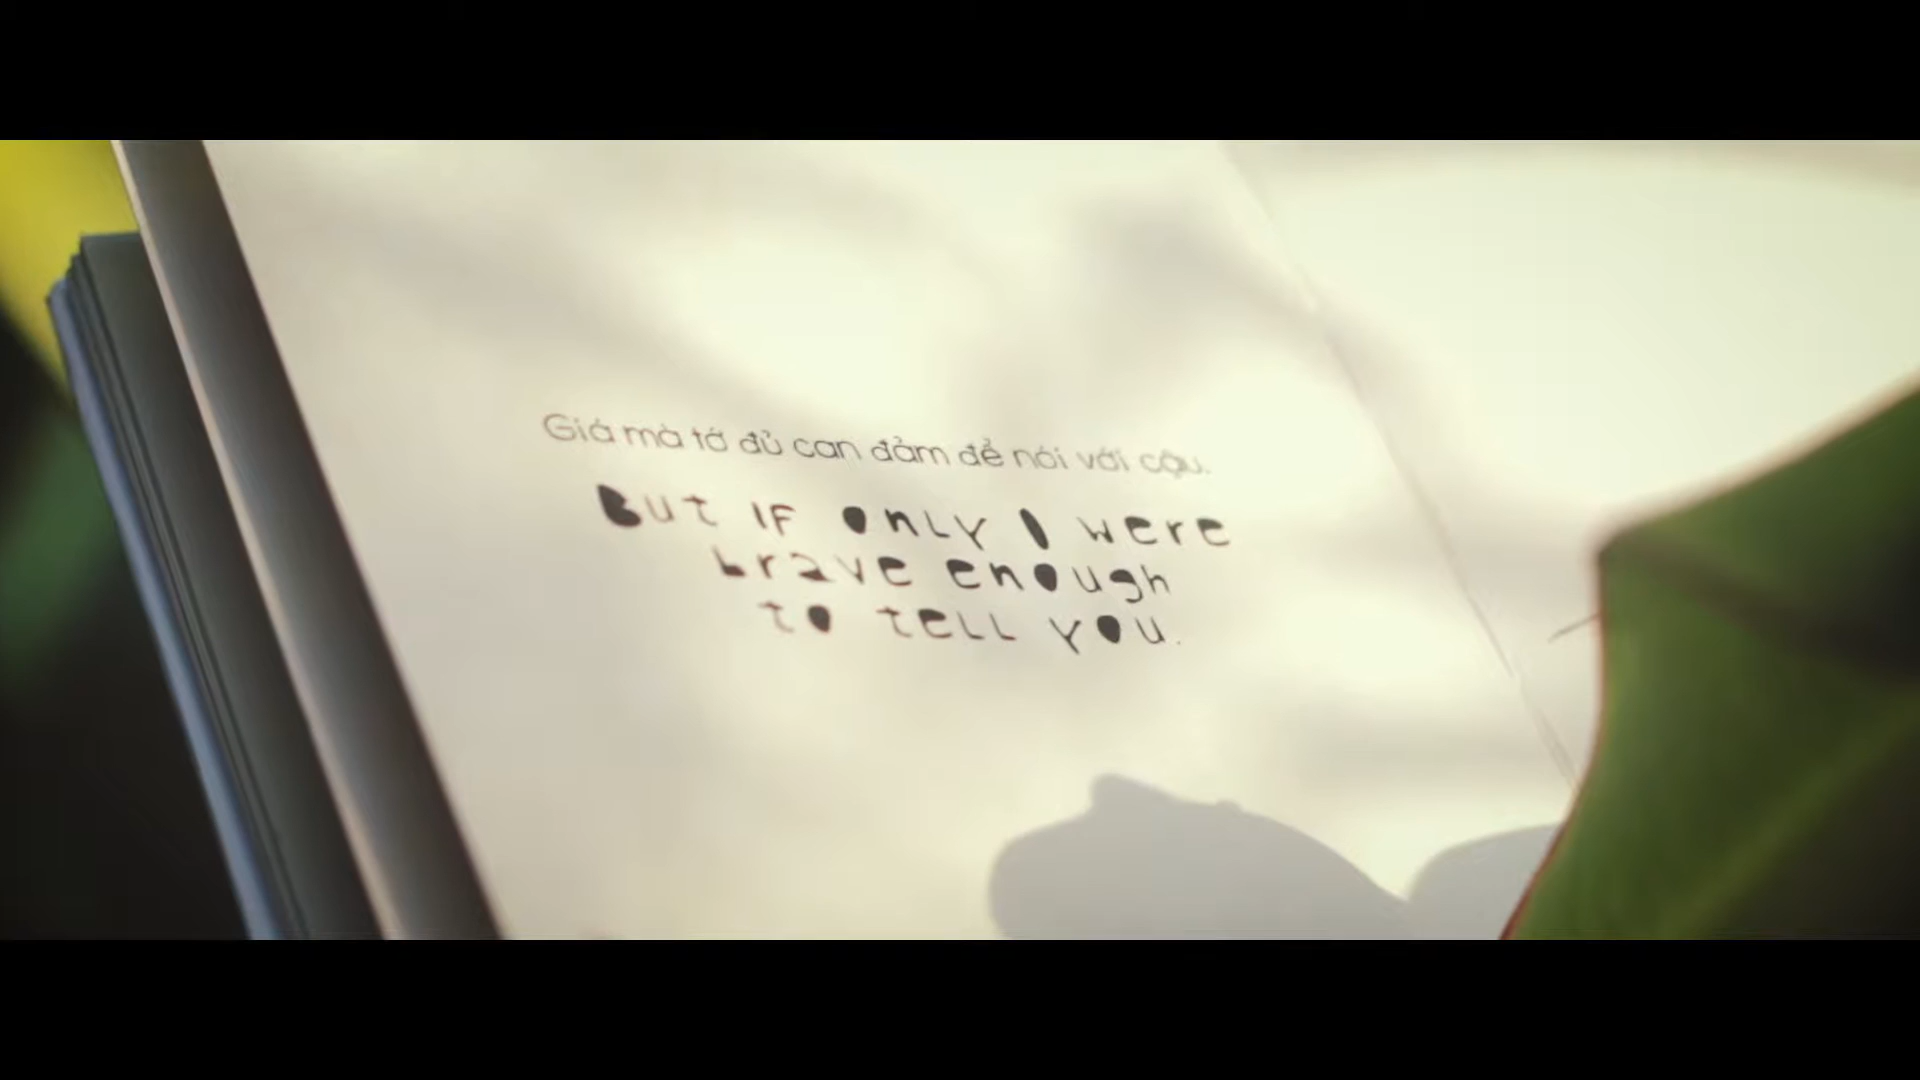 Giá mà tớ đủ can đảm để nói với cậu.
But IF ONLY I were
brave enough
to tell you.